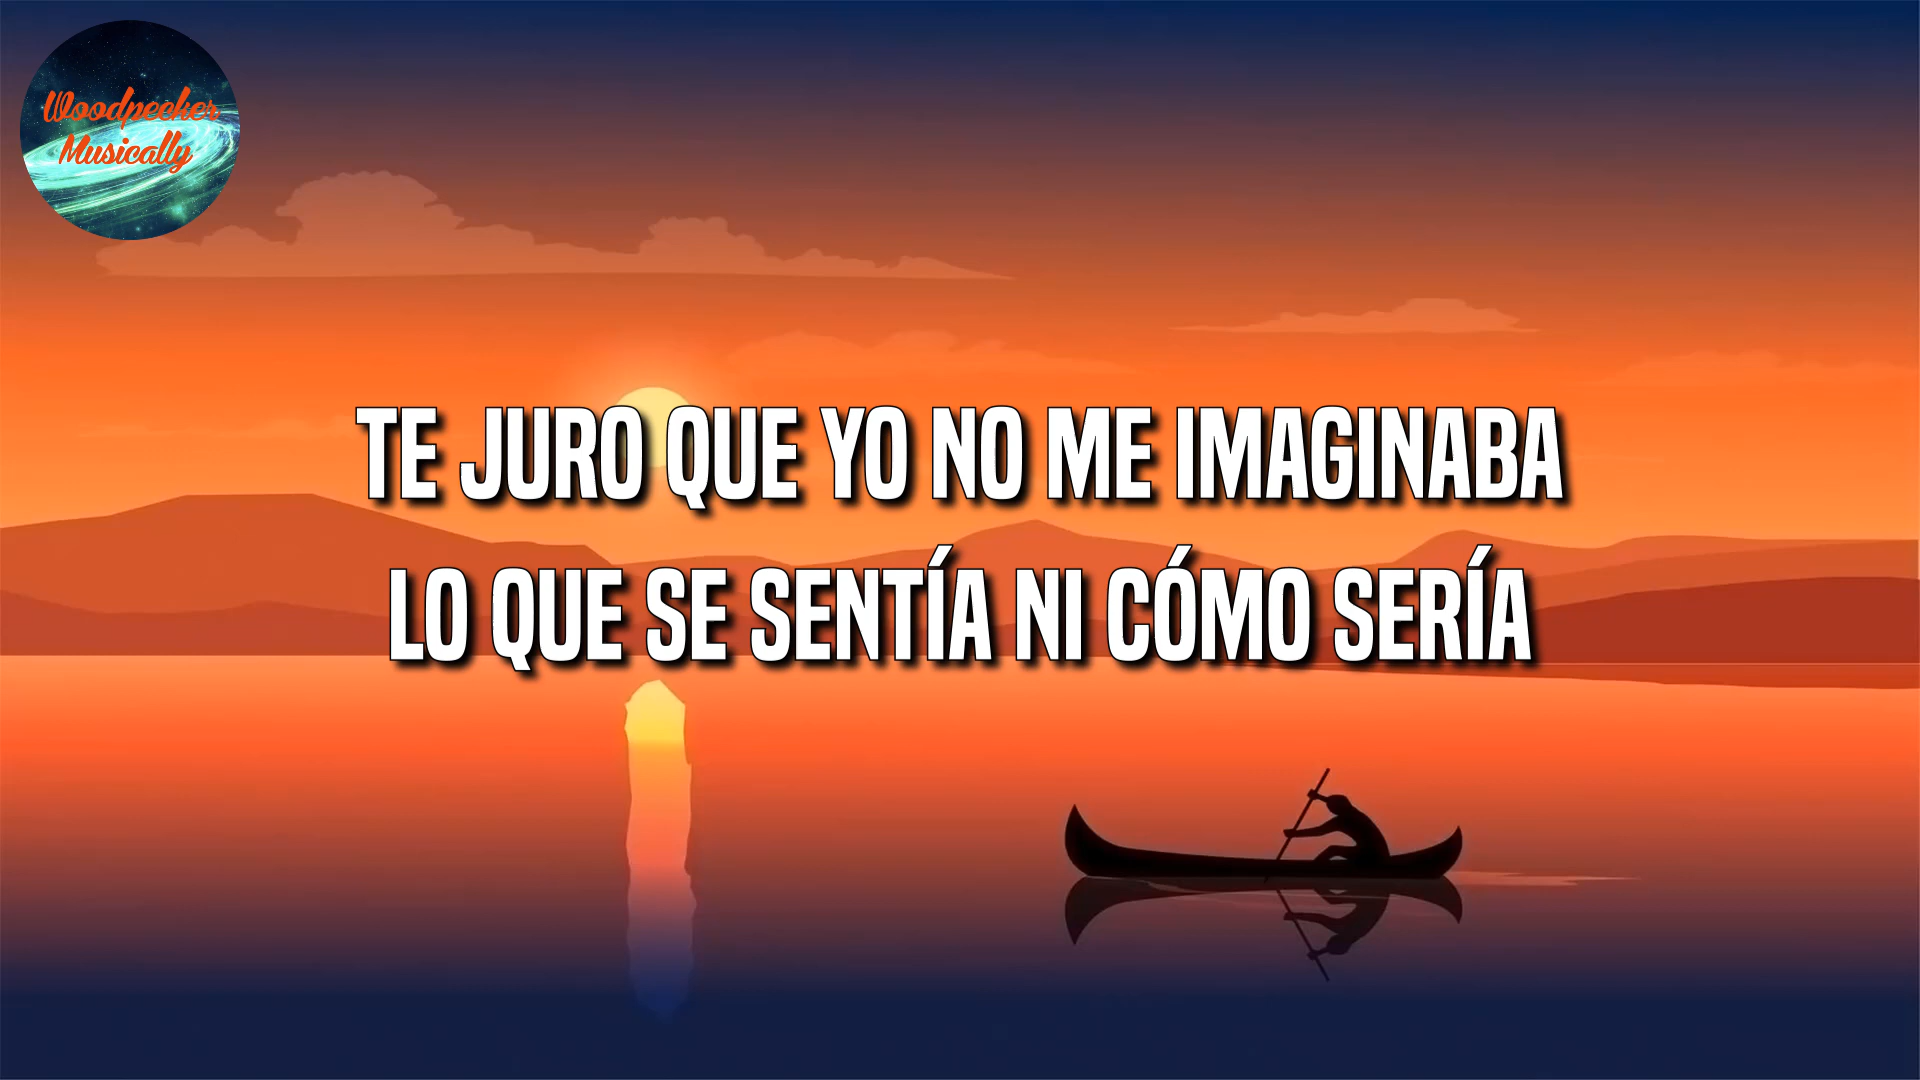 Woodpecker
Musically
TE JURO QUE YO NO ME IMAGINABA
LO QUE SE SENTÍA NI CÓMO SERÍA